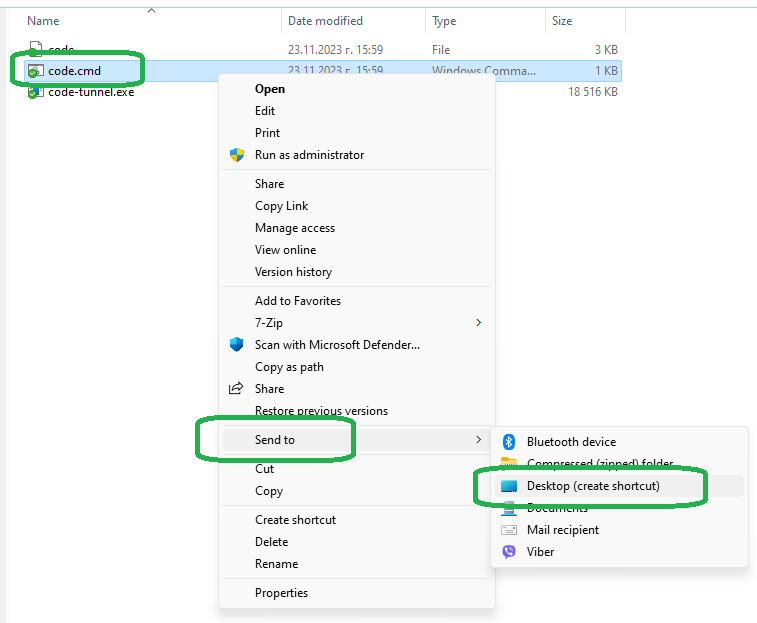 Name Date modified Type Size
code 23.11.2023 г. 15:59 File 3 KB
code.cmd 23.11.2023 г. 15:59 Windows Comma... 1 KB
code-tunnel.exe 18 516 KB
Open
Edit
Print
Run as administrator
Share
Copy Link
Manage access
View online
Version history
Add to Favorites
7-Zip
Scan with Microsoft Defender...
Copy as path
Share
Restore previous versions
Send to
Cut
Copy
Create shortcut
Delete
Rename
Properties
Bluetooth device
Compressed (zipped) folder
Desktop (create shortcut)
Documents
Mail recipient
Viber